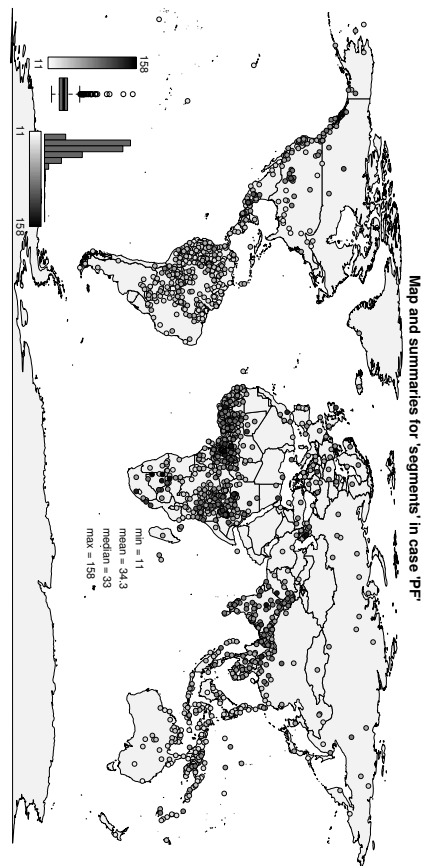 Map and summaries for 'segments' in case 'PF'
min = 11
mean = 34.3
median = 33
max = 158
11
158
11
158